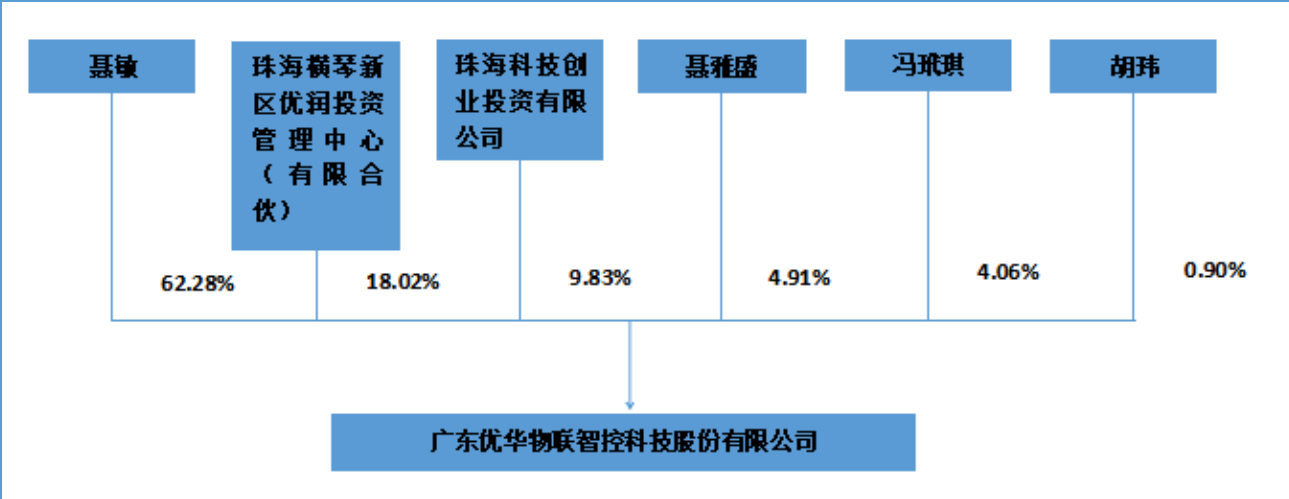 聂敏
珠海横琴新
区优润投资
管理中心
（有限合
伙）
珠海科技创
业投资有限
公司
聂雅盛
冯玳琪
胡玮
62.28%
18.02%
9.83%
4.91%
4.06%
0.90%
广东优华物联智控科技股份有限公司